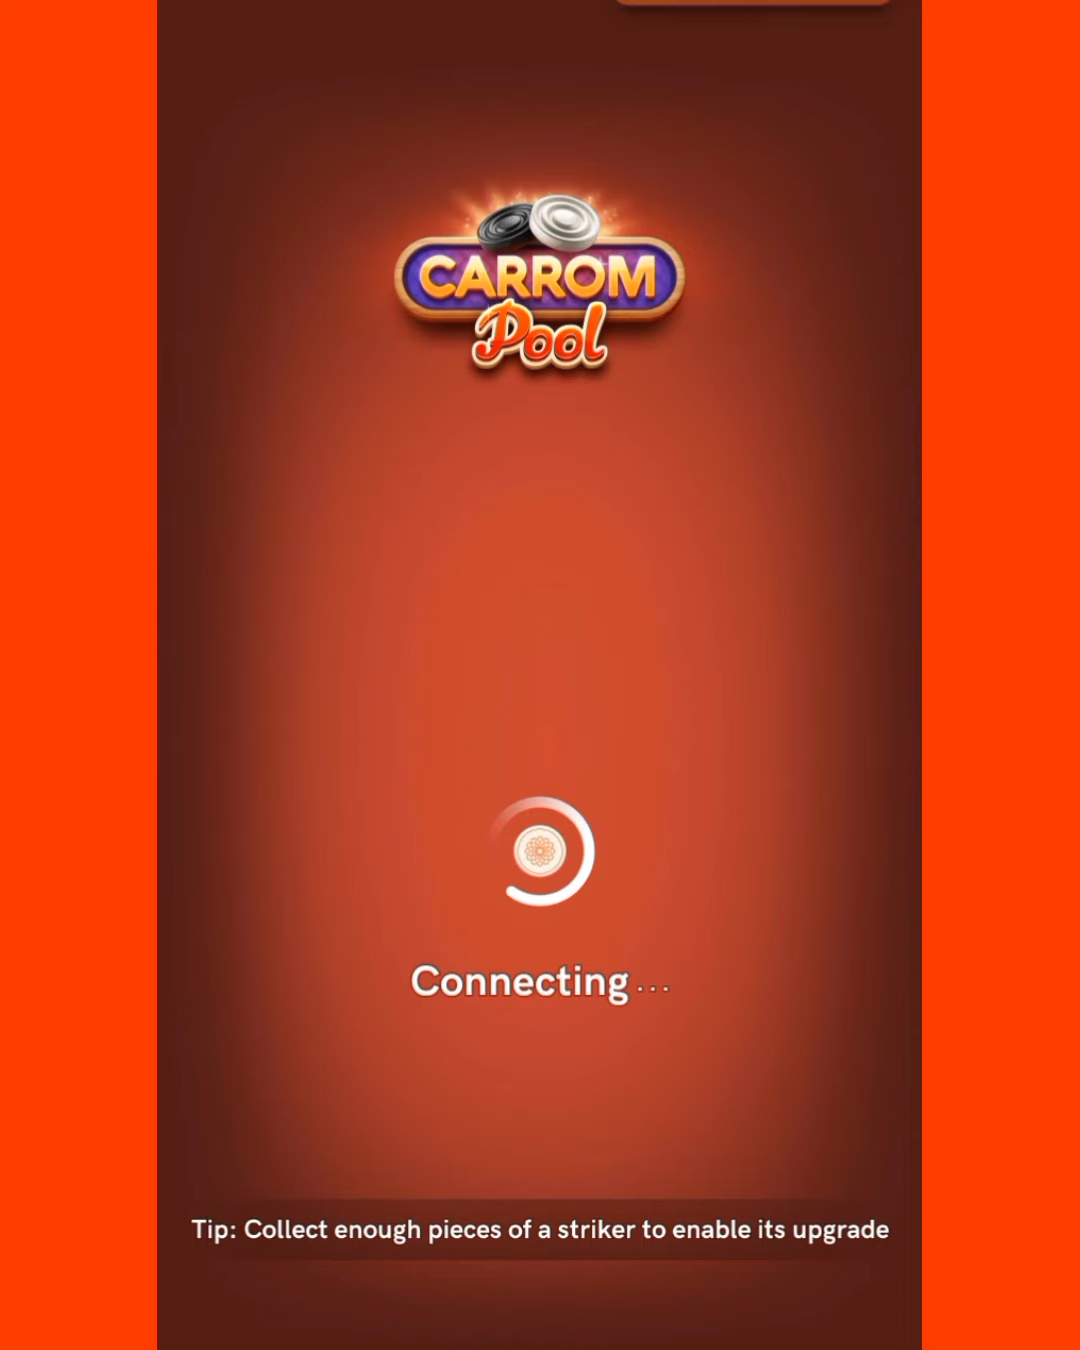 CARROM
Pool
Connecting...
Tip: Collect enough pieces of a striker to enable its upgrade